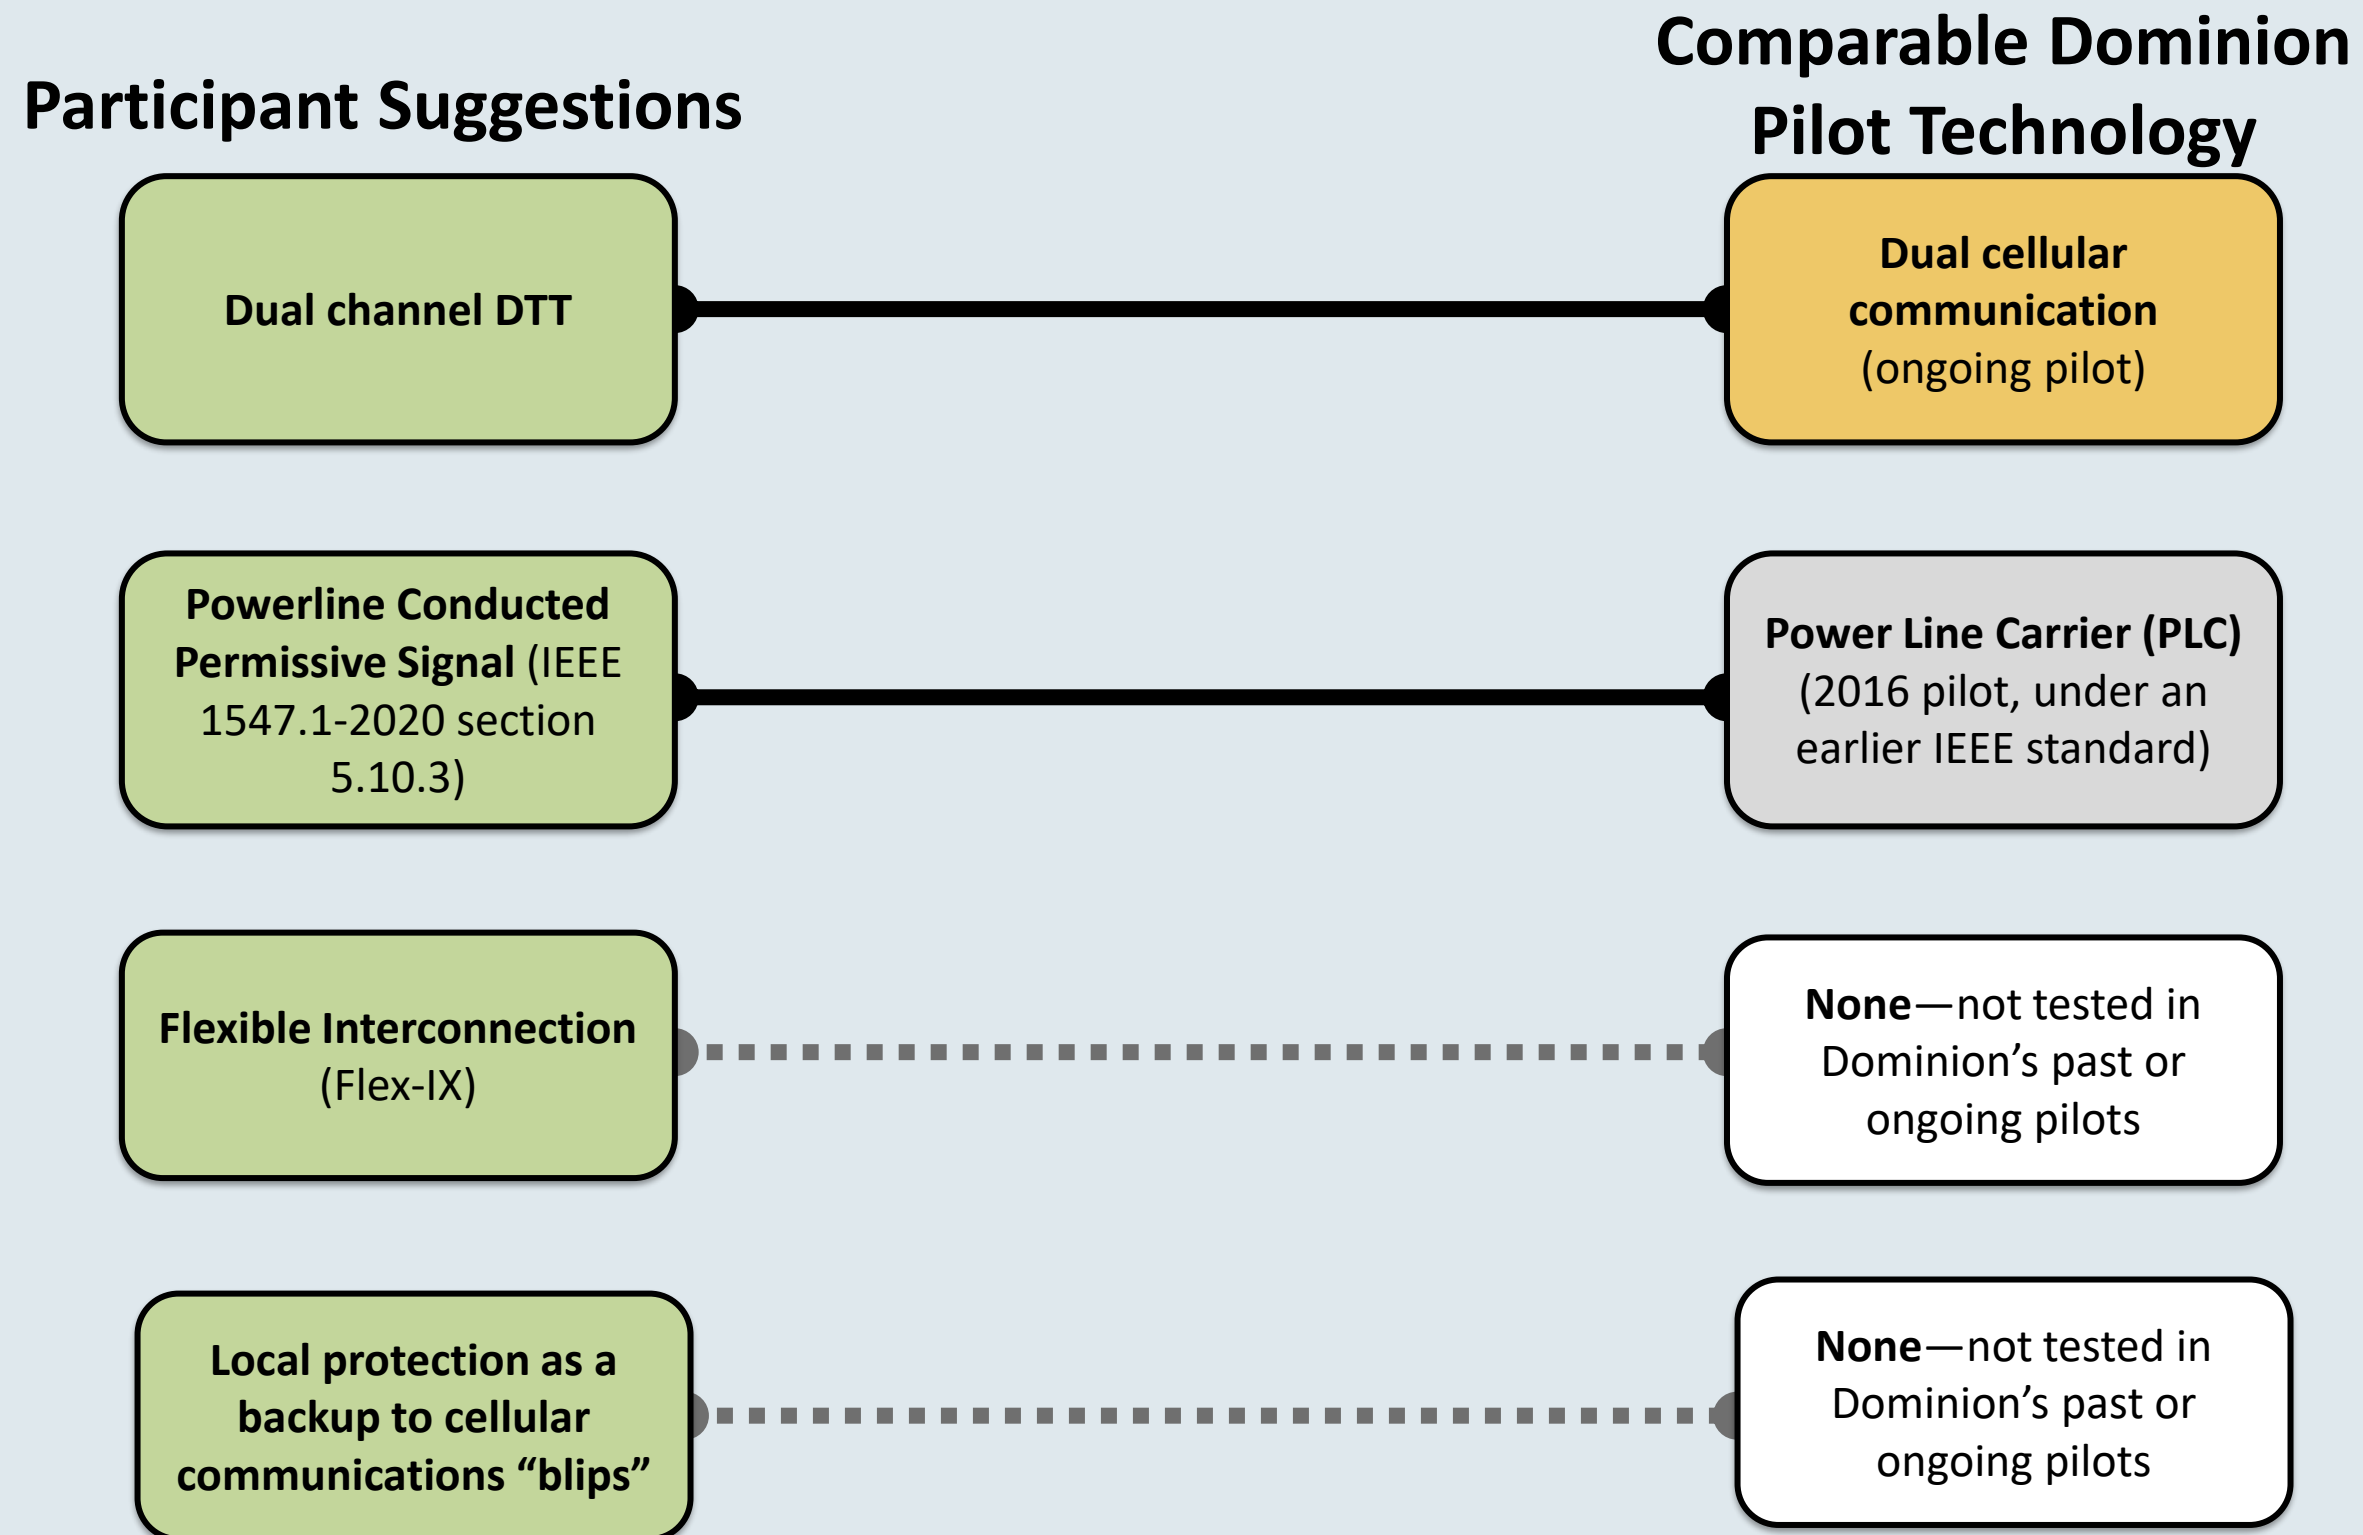 Participant Suggestions
Comparable Dominion
Pilot Technology
Dual channel DTT
Dual cellular
communication
(ongoing pilot)
Powerline Conducted
Permissive Signal (IEEE
1547.1-2020 section
5.10.3)
Power Line Carrier (PLC)
(2016 pilot, under an
earlier IEEE standard)
Flexible Interconnection
(Flex-IX)
None—not tested in
Dominion’s past or
ongoing pilots
Local protection as a
backup to cellular
communications “blips”
None—not tested in
Dominion’s past or
ongoing pilots